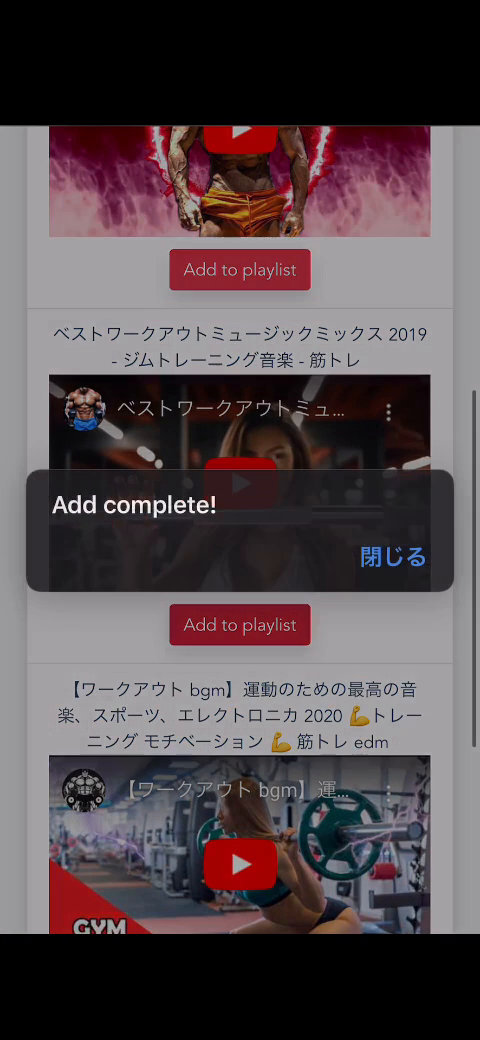 Add to playlist
ベストワークアウトミュージックミックス 2019
- ジムトレーニング音楽 - 筋トレ
ベストワークアウトミュ...
Add complete!
閉じる
Add to playlist
【ワークアウト bgm】運動のための最高の音
楽、スポーツ、エレクトロニカ 2020 💪トレー
ニング モチベーション 💪 筋トレ edm
【ワークアウト bgm】運...
GYM